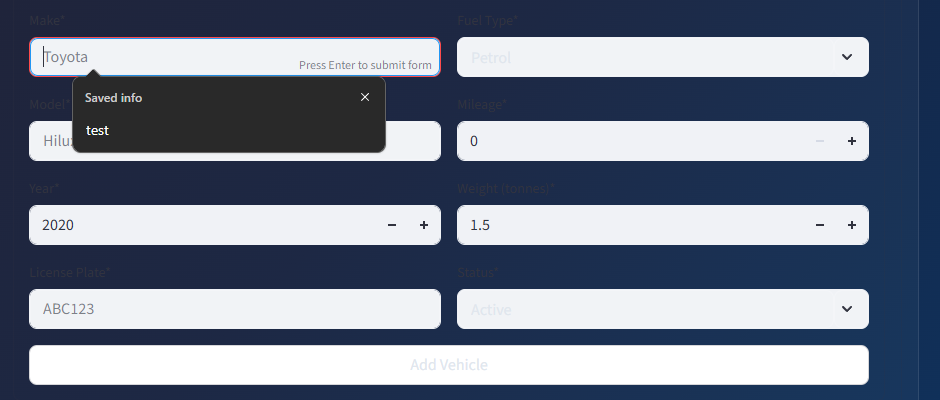 Make*
Fuel Type*
Toyota
Press Enter to submit form
Petrol
Saved info
test
Model*
Mileage*
Hilu
0
Year*
Weight (tonnes)*
2020
1.5
License Plate*
Status*
ABC123
Active
Add Vehicle